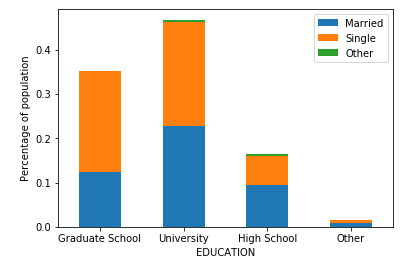 Married
Single
Other
Percentage of population
0.4
0.3
0.2
0.1
0.0
Graduate School
University
High School
Other
EDUCATION